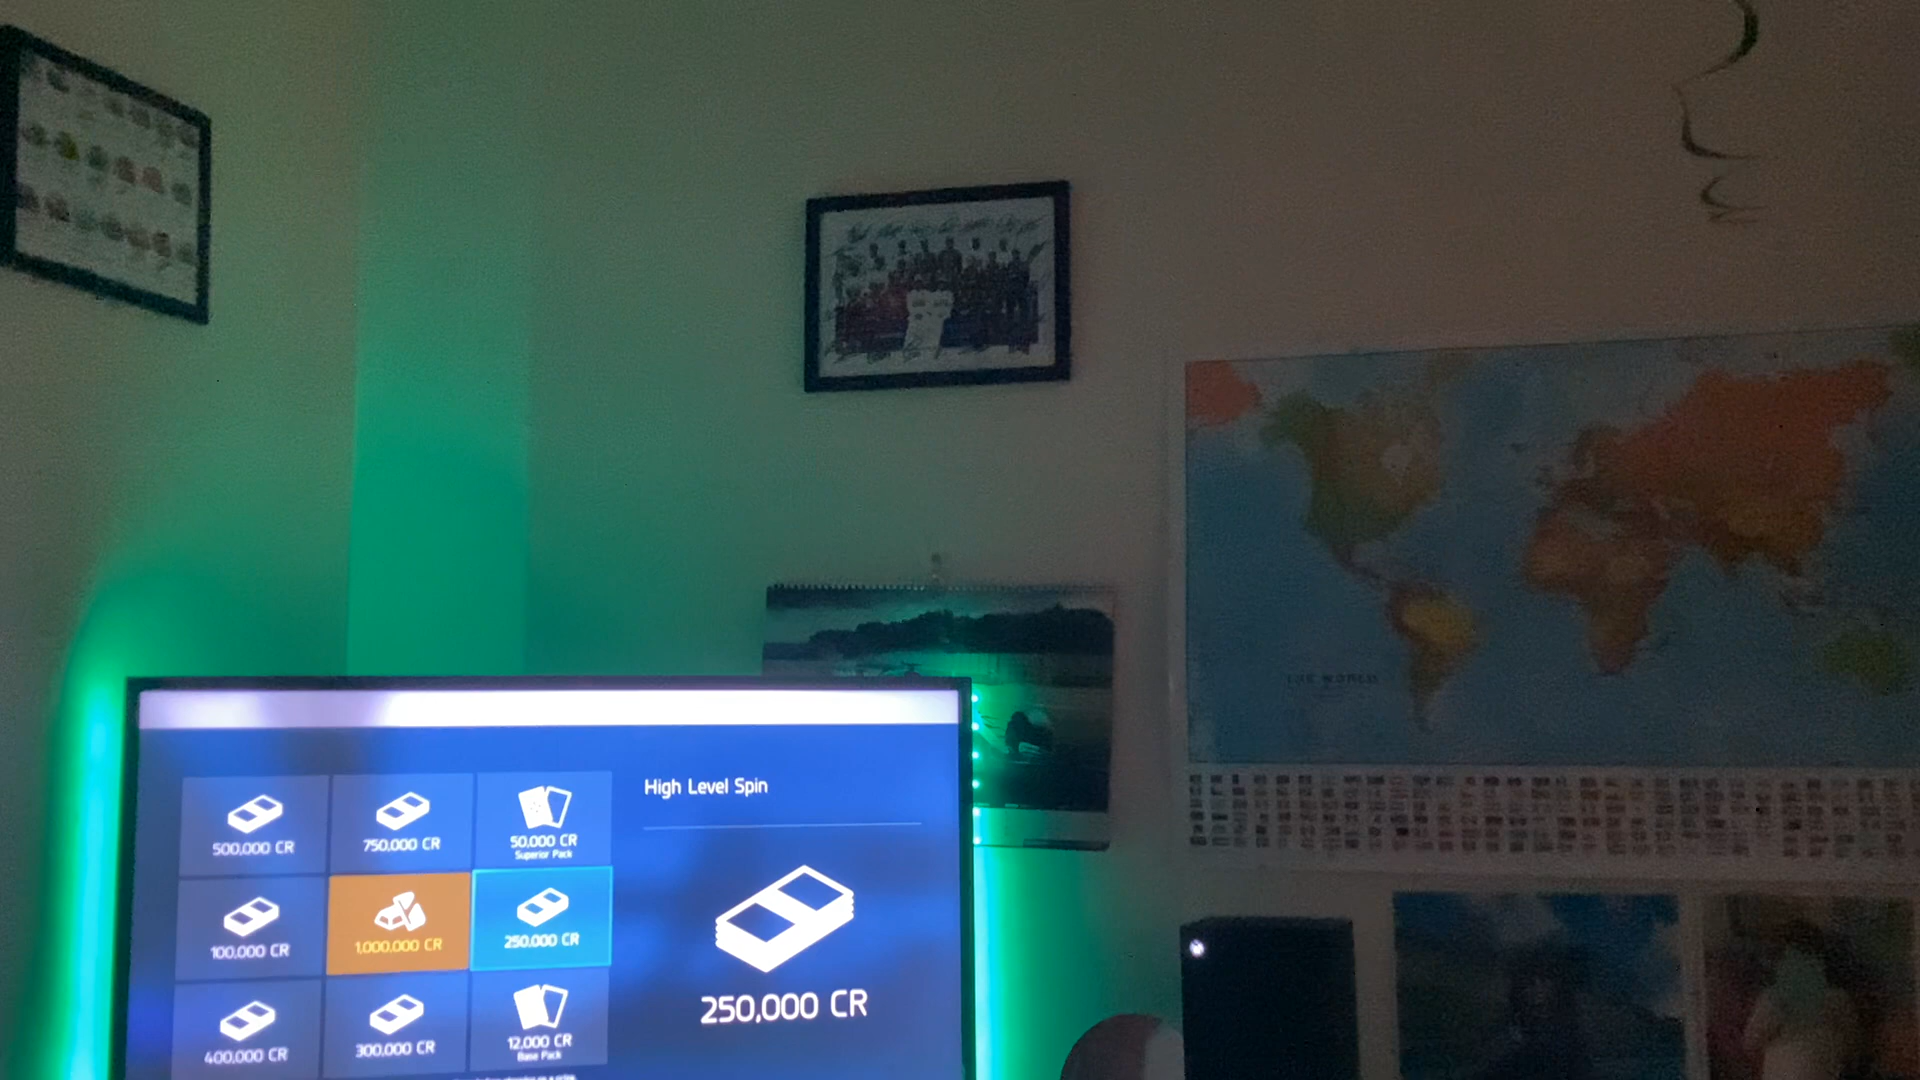 High Level Spin
500,000 CR
750,000 CR
50,000 CR
Superior Pack
100,000 CR
1,000,000 CR
250,000 CR
400,000 CR
300,000 CR
12,000 CR
Base Pack
250,000 CR
THE WORLD